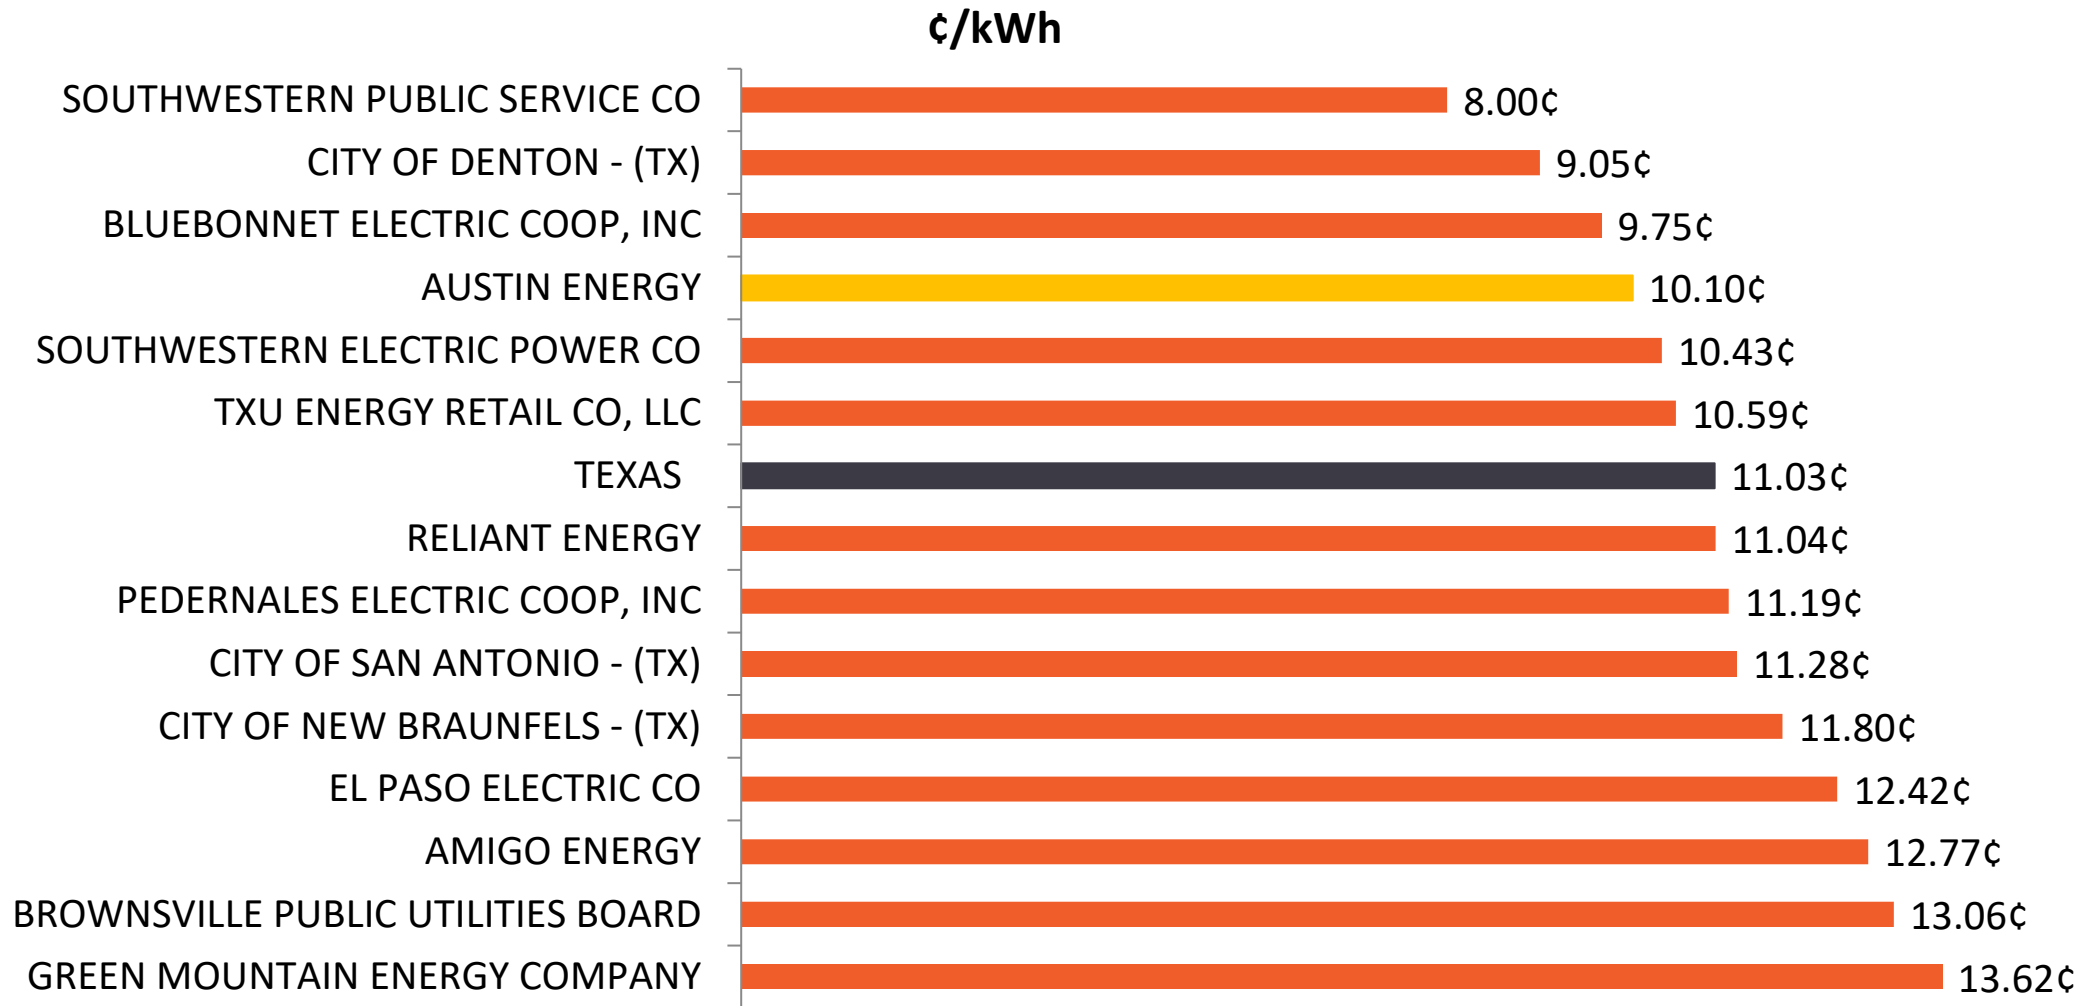 ¢/kWh
SOUTHWESTERN PUBLIC SERVICE CO 8.00¢
CITY OF DENTON - (TX) 9.05¢
BLUEBONNET ELECTRIC COOP, INC 9.75¢
AUSTIN ENERGY 10.10¢
SOUTHWESTERN ELECTRIC POWER CO 10.43¢
TXU ENERGY RETAIL CO, LLC 10.59¢
TEXAS 11.03¢
RELIANT ENERGY 11.04¢
PEDERNALES ELECTRIC COOP, INC 11.19¢
CITY OF SAN ANTONIO - (TX) 11.28¢
CITY OF NEW BRAUNFELS - (TX) 11.80¢
EL PASO ELECTRIC CO 12.42¢
AMIGO ENERGY 12.77¢
BROWNSVILLE PUBLIC UTILITIES BOARD 13.06¢
GREEN MOUNTAIN ENERGY COMPANY 13.62¢